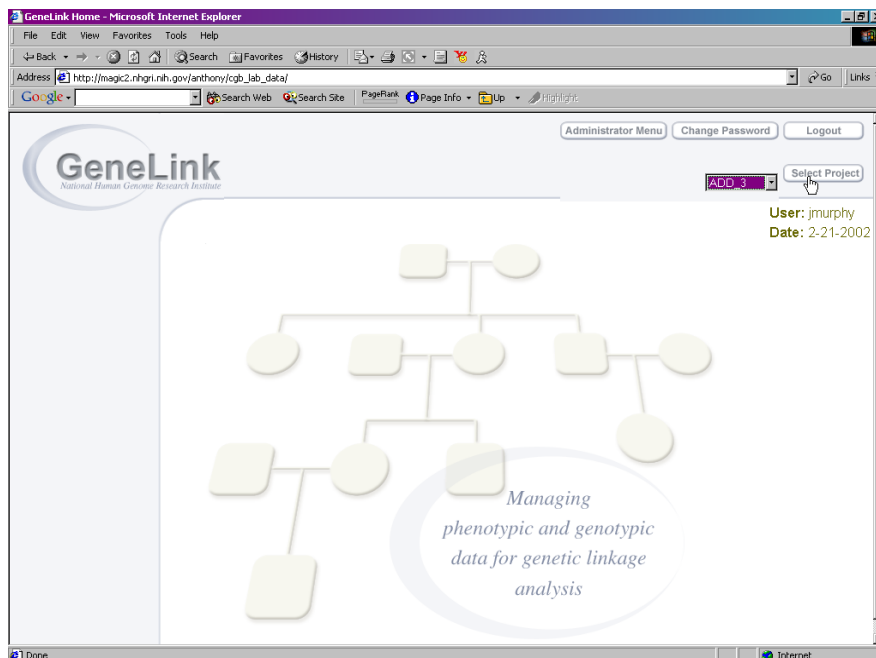 GeneLink Home - Microsoft Internet Explorer
File Edit View Favorites Tools Help
Back Search Favorites History
Address http://magic2.nhgri.nih.gov/anthony/cgb_lab_data/ Go Links
Google Search Web Search Site PageRank Page Info Up Highlight
Administrator Menu Change Password Logout
GeneLink
National Human Genome Research Institute
ADD_3 Select Project
User: jmurphy
Date: 2-21-2002
Managing
phenotypic and genotypic
data for genetic linkage
analysis
Done Internet